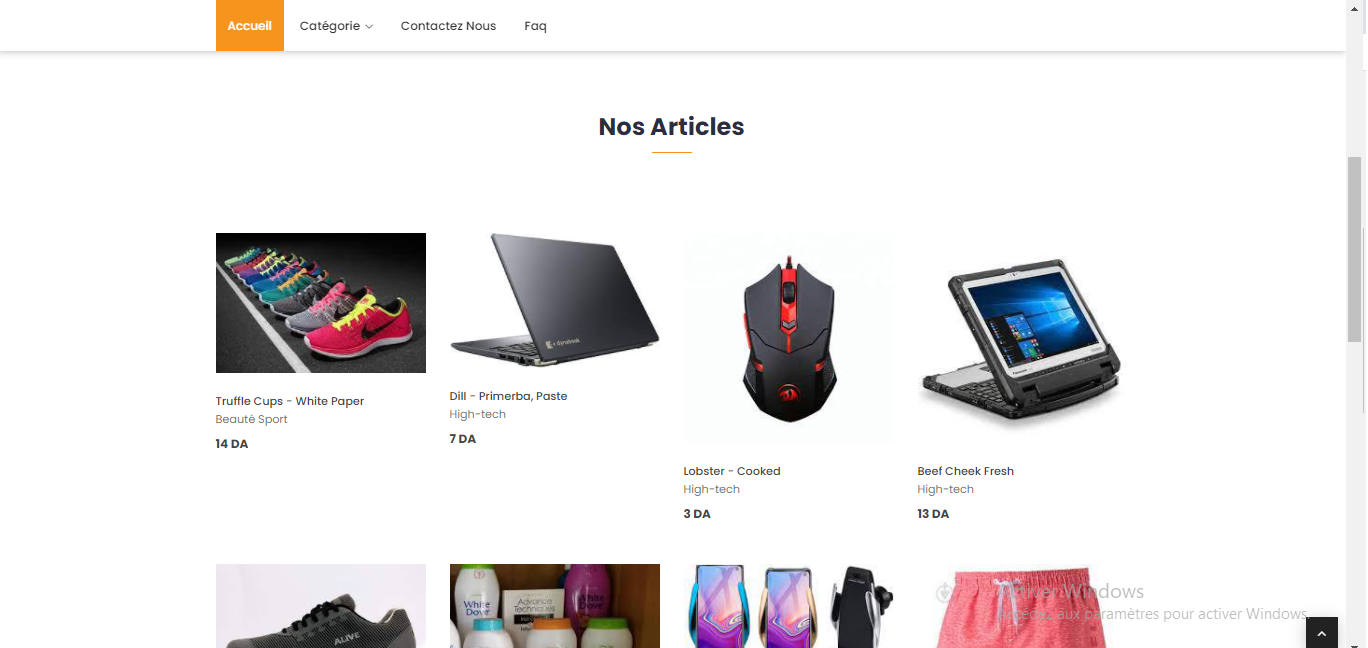 Accueil
Catégorie
Contactez Nous
Faq
Nos Articles
dynabook
Truffle Cups - White Paper
Beauté Sport
14 DA
Dill - Primerba, Paste
High-tech
7 DA
Lobster - Cooked
High-tech
3 DA
Beef Cheek Fresh
High-tech
13 DA
ALIVE
White
Dove
Advance
Techniques
White
Dove
Activer Windows
aux paramètres pour activer Windows.